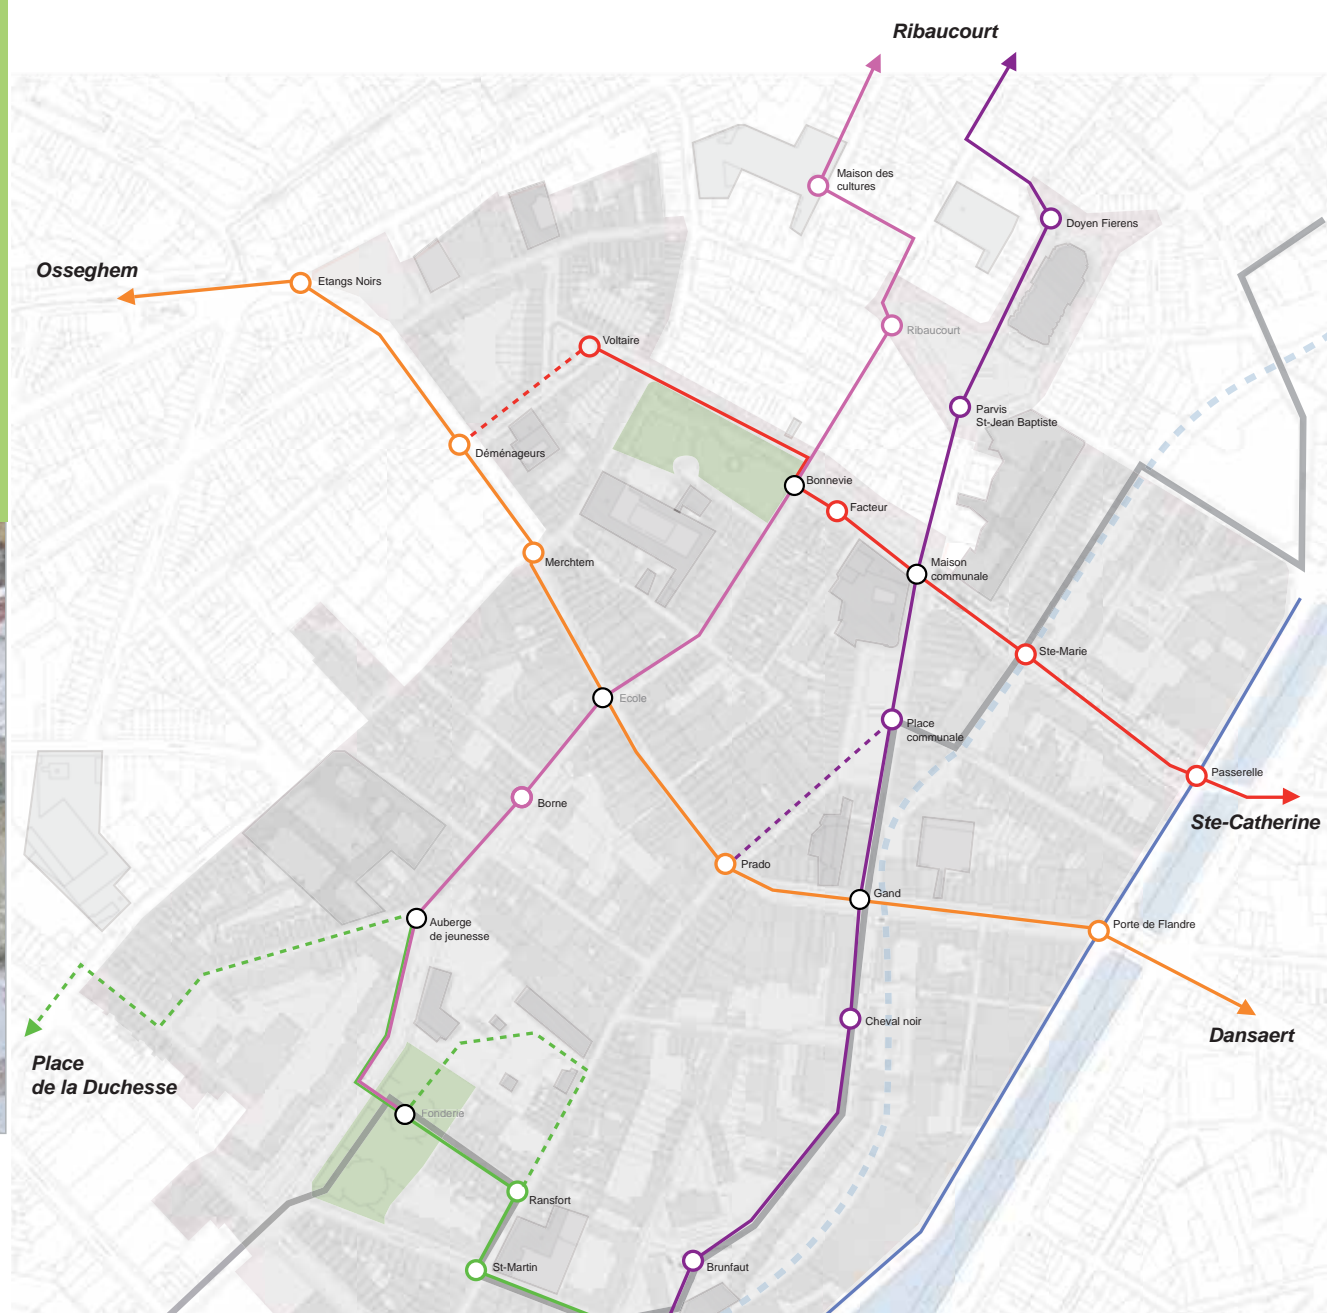 Ribaucourt
Maison des
cultures
Doyen Fierens
Osseghem
Etangs Noirs
Ribaucourt
Voltaire
Parvis
St-Jean Baptiste
Déménageurs
Bonnevie
Facteur
Merchtem
Maison
communale
Ste-Marie
Ecole
Place
communale
Passerelle
Borne
Ste-Catherine
Prado
Gand
Auberge
de jeunesse
Porte de Flandre
Cheval noir
Dansaert
Place
de la Duchesse
Fonderie
Ransfort
St-Martin
Brunfaut